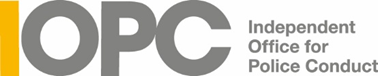 IOPC
Independent
Office for
Police Conduct